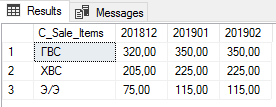 Results Messages
C_Sale_Items 201812 201901 201902
1 ГВС 320,00 350,00 350,00
2 ХВС 205,00 225,00 225,00
3 Э/Э 75,00 115,00 115,00